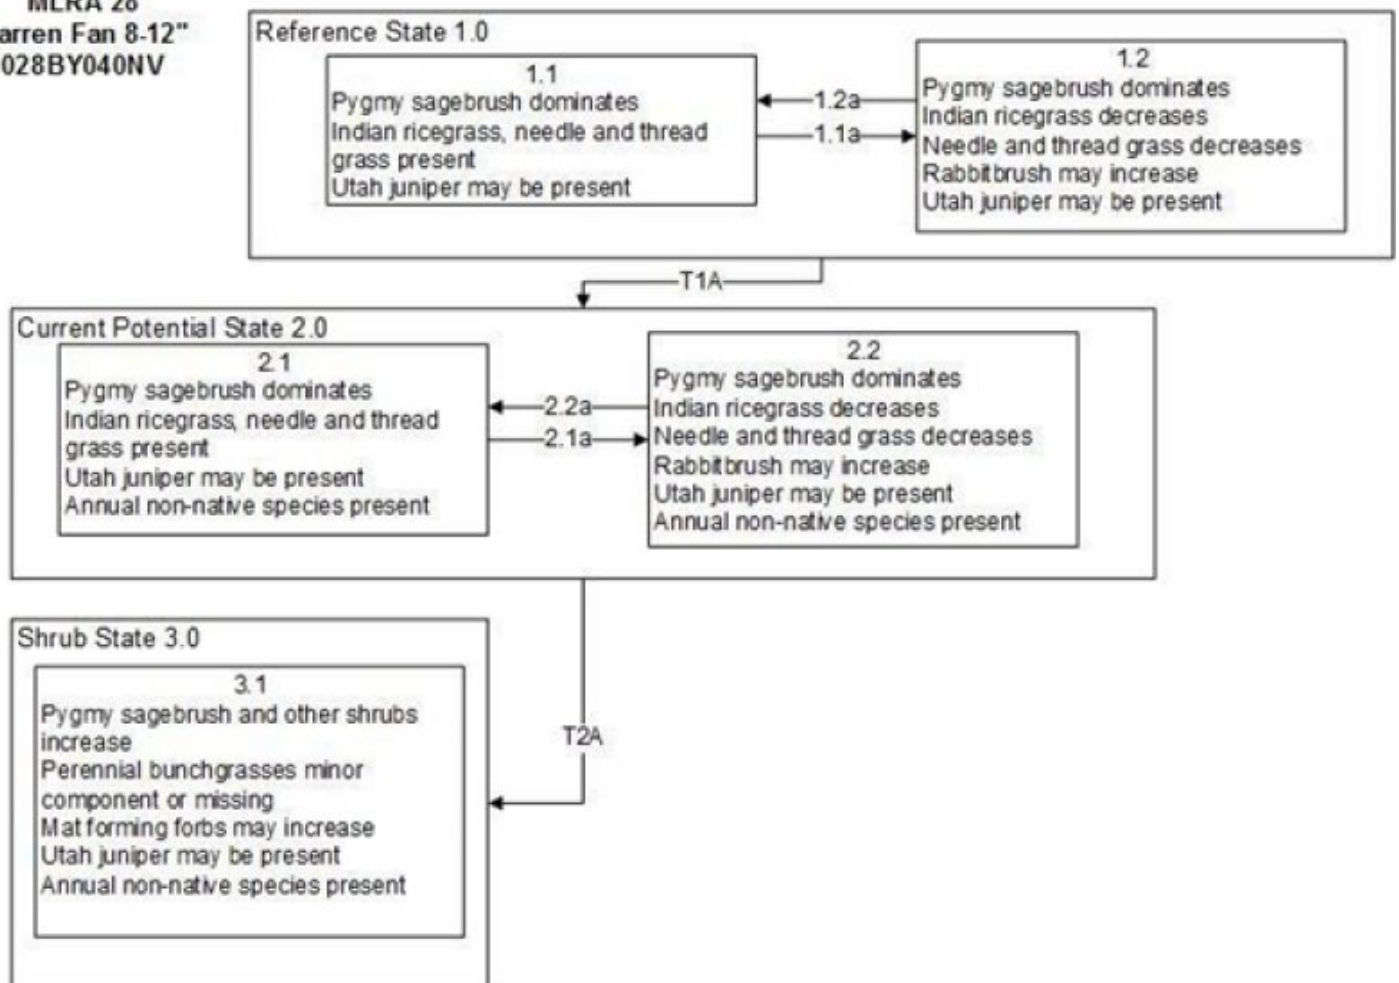 MLRA 28
arren Fan 8-12"
028BY040NV
Reference State 1.0
1.1
Pygmy sagebrush dominates
Indian ricegrass, needle and thread
grass present
Utah juniper may be present
1.2a
1.1a
1.2
Pygmy sagebrush dominates
Indian ricegrass decreases
Needle and thread grass decreases
Rabbitbrush may increase
Utah juniper may be present
T1A
Current Potential State 2.0
2.1
Pygmy sagebrush dominates
Indian ricegrass, needle and thread
grass present
Utah juniper may be present
Annual non-native species present
2.2a
2.1a
2.2
Pygmy sagebrush dominates
Indian ricegrass decreases
Needle and thread grass decreases
Rabbitbrush may increase
Utah juniper may be present
Annual non-native species present
T2A
Shrub State 3.0
3.1
Pygmy sagebrush and other shrubs
increase
Perennial bunchgrasses minor
component or missing
Mat forming forbs may increase
Utah juniper may be present
Annual non-native species present